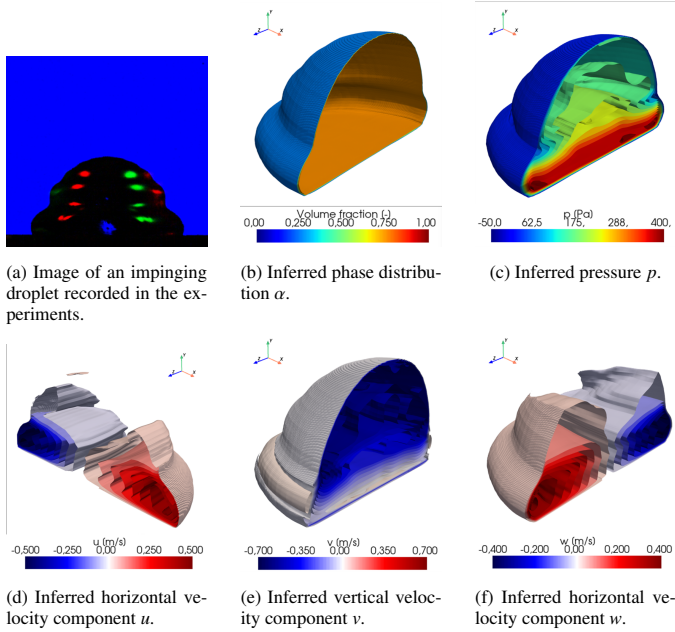 Y
Z
X
Y
Z
X
Volume fraction (-)
0,00 0,250 0,500 0,750 1,00
p (Pa)
-50,0 62,5 175, 288, 400,
(a) Image of an impinging
droplet recorded in the ex-
periments.
(b) Inferred phase distribu-
tion α.
(c) Inferred pressure p.
Y
Z
X
Y
Z
X
Y
Z
X
u (m/s)
-0,500 -0,250 0,00 0,250 0,500
v (m/s)
-0,700 -0,350 0,00 0,350 0,700
w (m/s)
-0,400 -0,200 0,00 0,200 0,400
(d) Inferred horizontal ve-
locity component u.
(e) Inferred vertical veloc-
ity component v.
(f) Inferred horizontal ve-
locity component w.